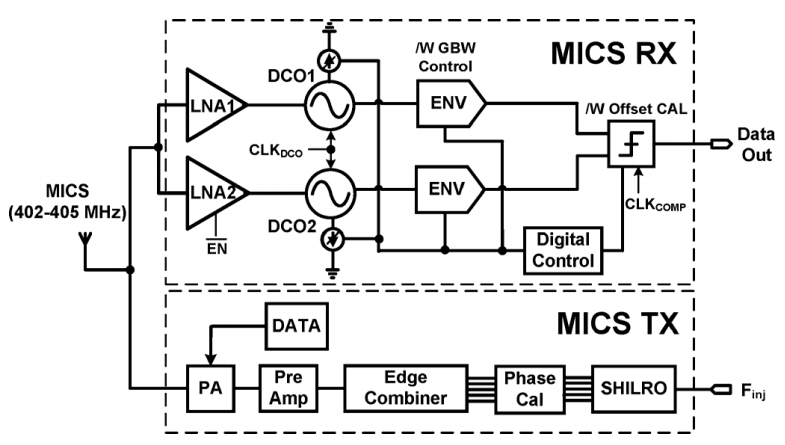 MICS RX
/W GBW
Control
DCO1
LNA1
ENV
/W Offset CAL
CLKDCO
Data
Out
MICS
(402-405 MHz)
LNA2
ENV
CLKCOMP
EN
DCO2
Digital
Control
MICS TX
DATA
PA
Pre
Amp
Edge
Combiner
Phase
Cal
SHILRO
Finj